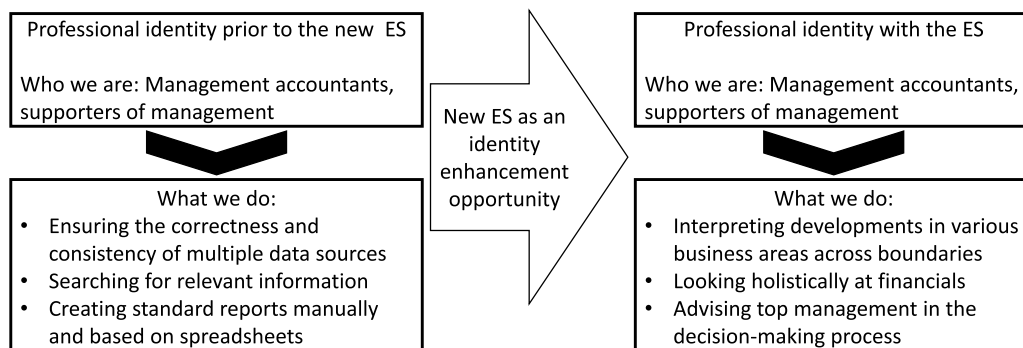 Professional identity prior to the new ES
Who we are: Management accountants,
supporters of management
What we do:
• Ensuring the correctness and
consistency of multiple data sources
• Searching for relevant information
• Creating standard reports manually
and based on spreadsheets
New ES as an
identity
enhancement
opportunity
Professional identity with the ES
Who we are: Management accountants,
supporters of management
What we do:
• Interpreting developments in various
business areas across boundaries
• Looking holistically at financials
• Advising top management in the
decision-making process